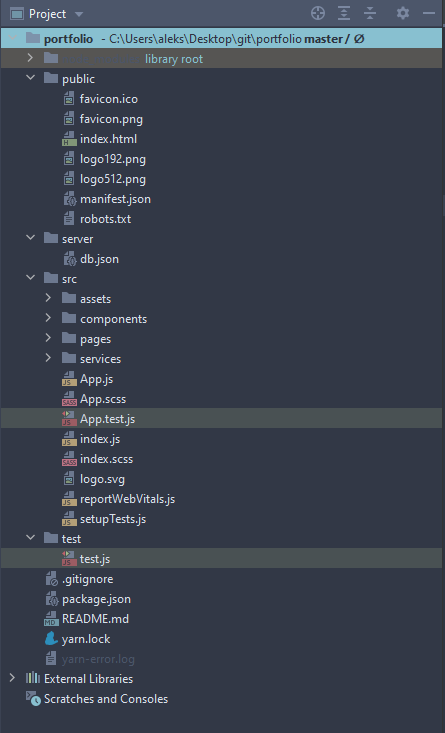 Project
portfolio - C:\Users\aleks\Desktop\git\portfolio master / Ø
library root
public
favicon.ico
favicon.png
index.html
logo192.png
logo512.png
manifest.json
robots.txt
server
db.json
src
assets
components
pages
services
App.js
App.scss
App.test.js
index.js
index.scss
logo.svg
reportWebVitals.js
setupTests.js
test
test.js
.gitignore
package.json
README.md
yarn.lock
yarn-error.log
External Libraries
Scratches and Consoles